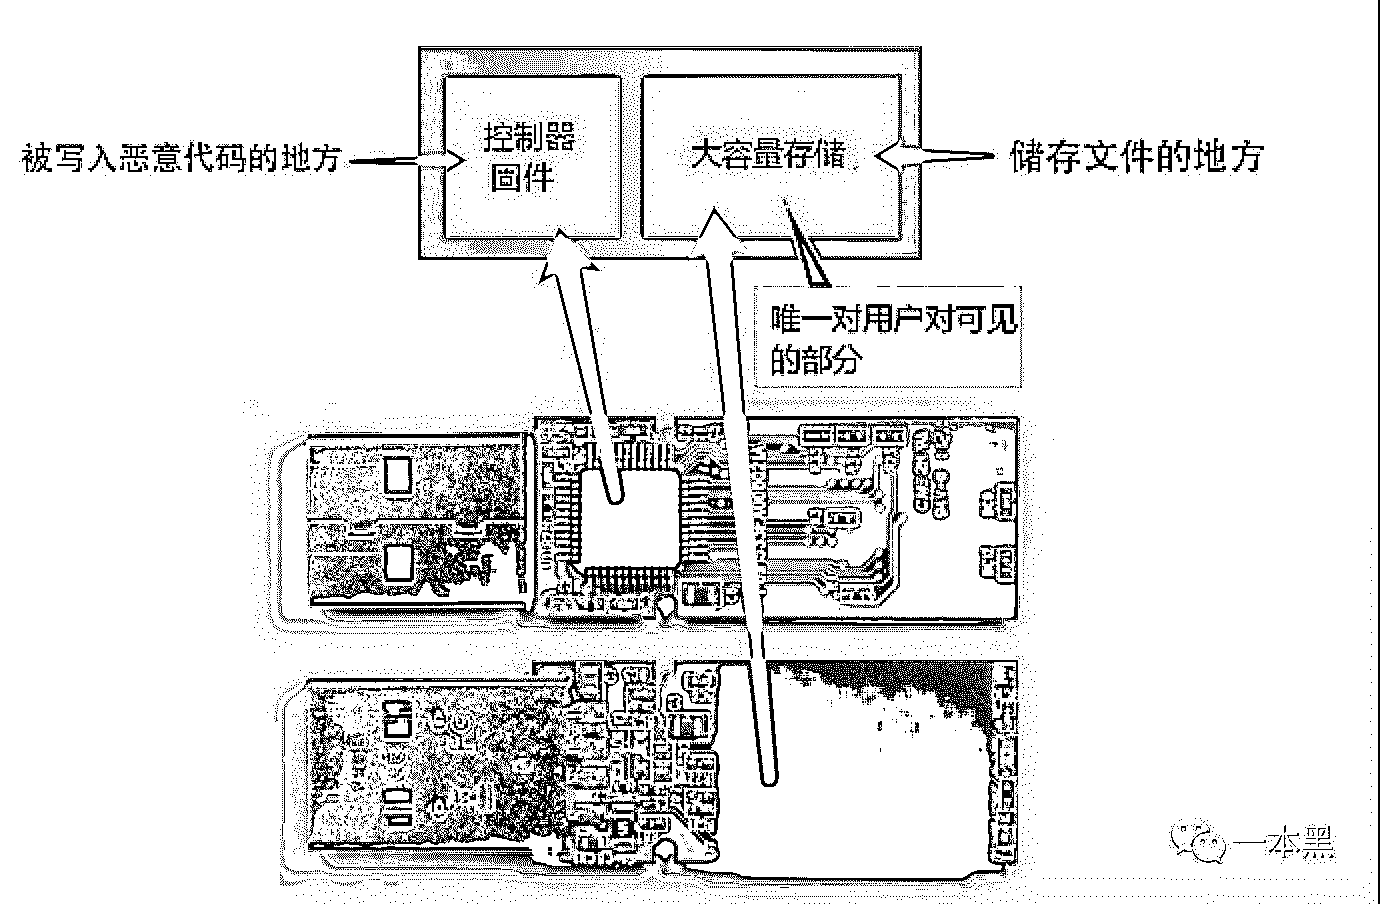 被写入恶意代码的地方
控制器
固件
大容量存储
储存文件的地方
唯一对用户对可见
的部分
一本黑